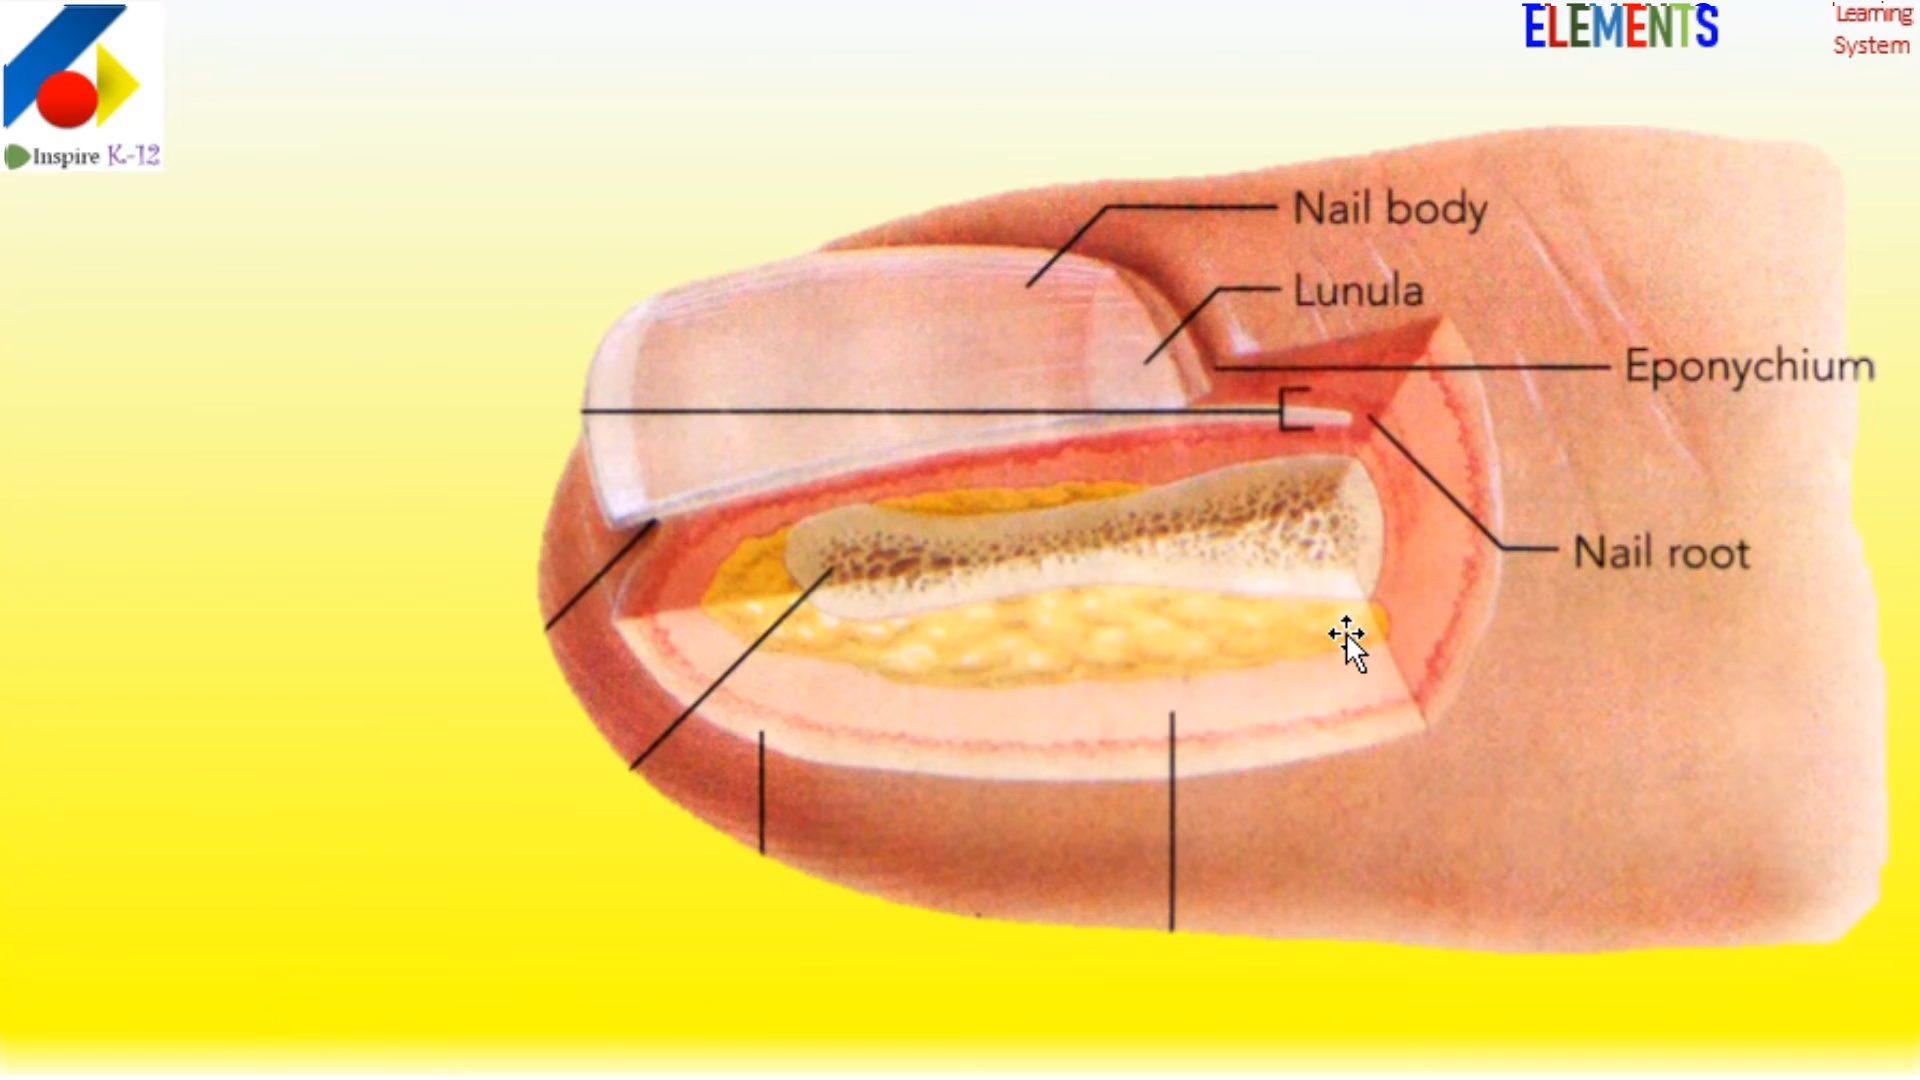 ELEMENTS
Learning
System
Inspire K-12
Nail body
Lunula
Eponychium
Nail root